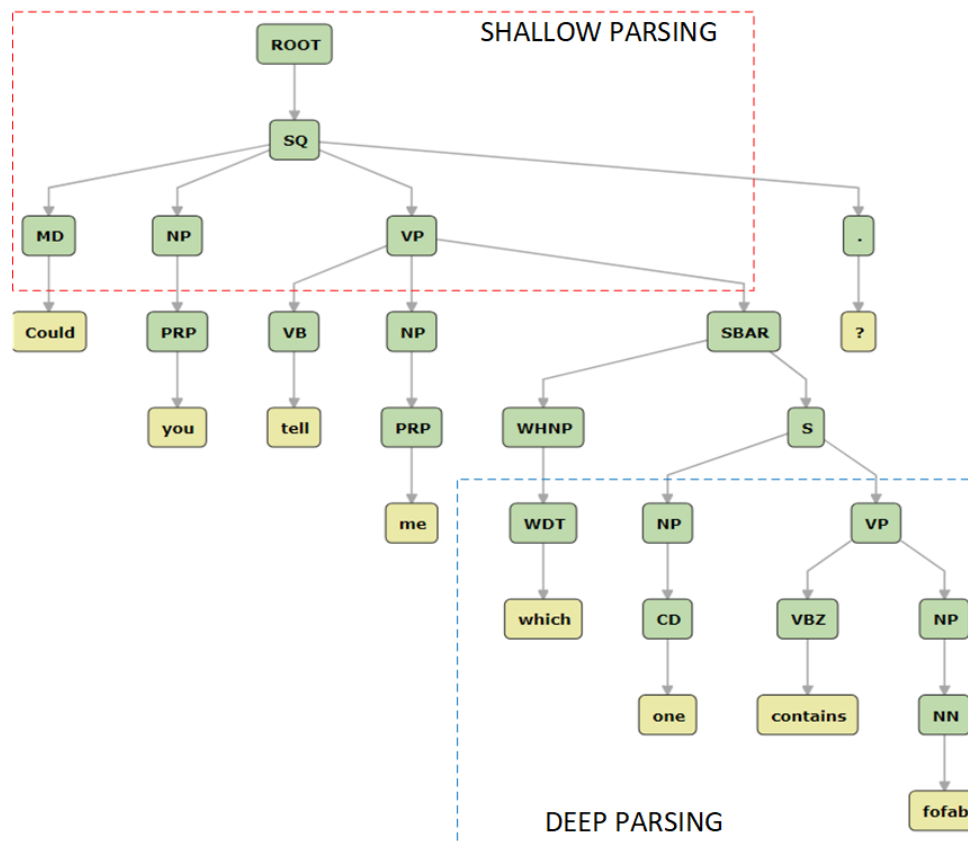 SHALLOW PARSING
ROOT
SQ
MD NP VP .
Could PRP VB NP SBAR ?
you tell PRP WHNP S
me WDT NP VP
which CD VBZ NP
one contains NN
fofab
DEEP PARSING